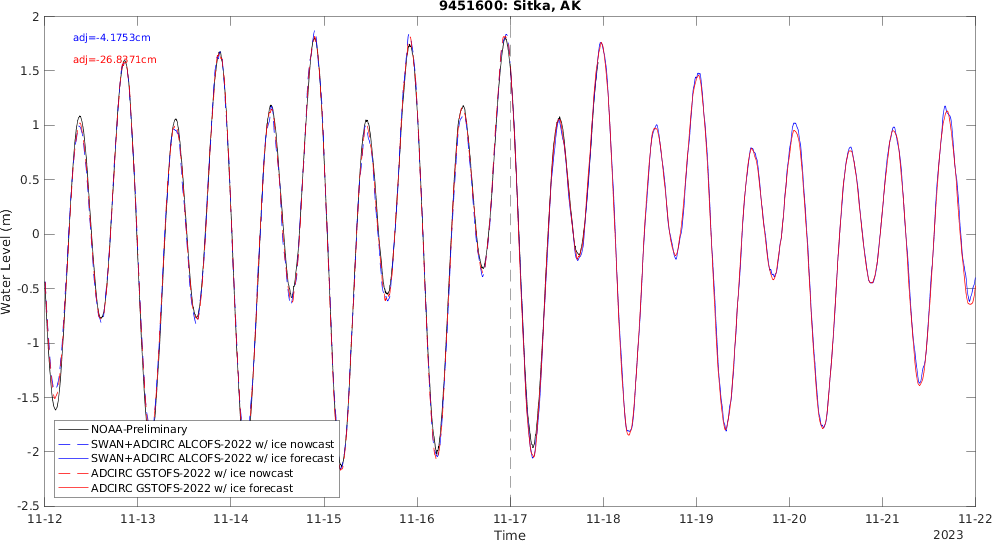 9451600: Sitka, AK
adj=-4.1753cm
adj=-26.8371cm
Water Level (m)
2
1.5
1
0.5
0
-0.5
-1
-1.5
-2
-2.5
NOAA-Preliminary
SWAN+ADCIRC ALCOFS-2022 w/ ice nowcast
SWAN+ADCIRC ALCOFS-2022 w/ ice forecast
ADCIRC GSTOFS-2022 w/ ice nowcast
ADCIRC GSTOFS-2022 w/ ice forecast
11-12 11-13 11-14 11-15 11-16 11-17 11-18 11-19 11-20 11-21 11-22
Time
2023